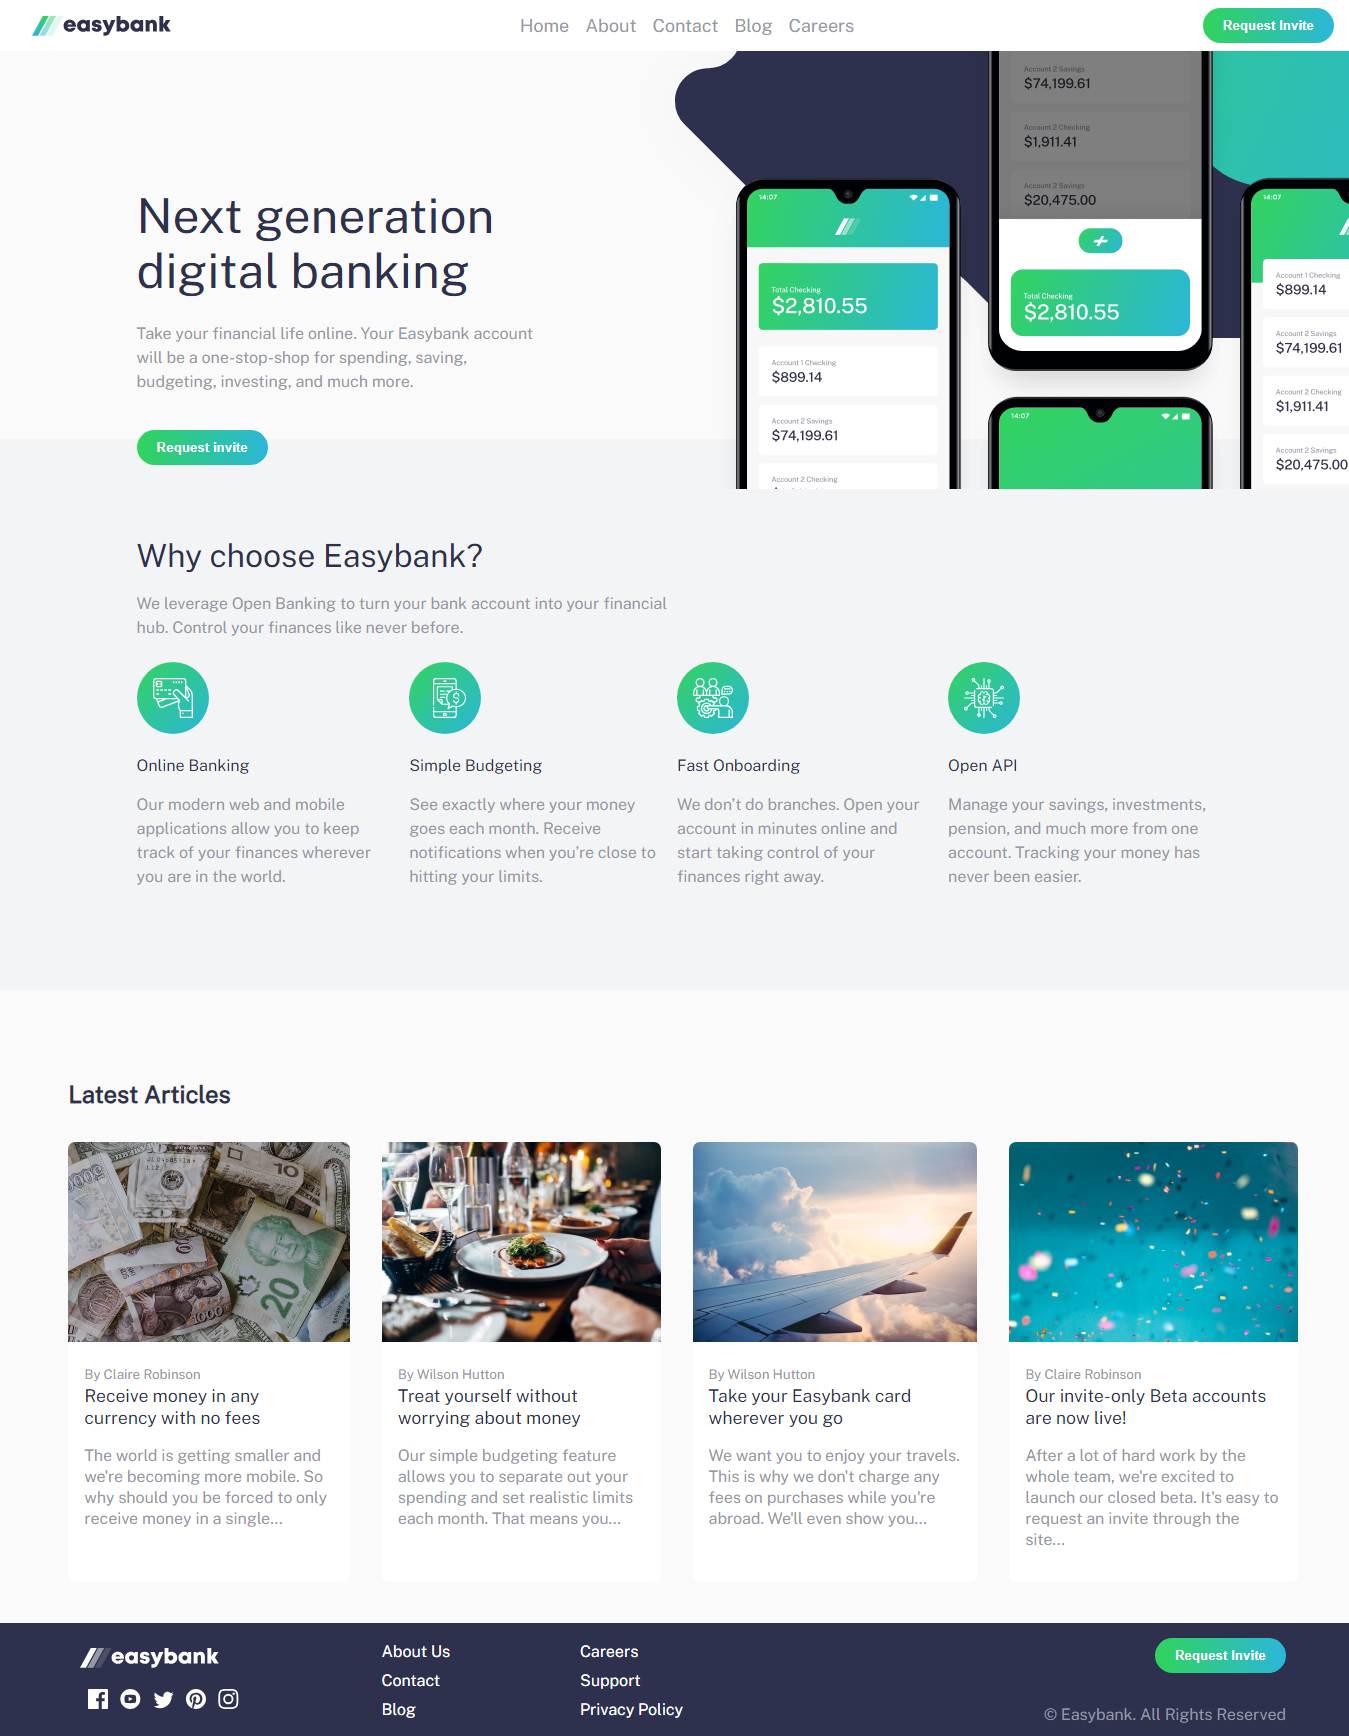 easybank
Home About Contact Blog Careers
Request Invite
Next generation
digital banking
Take your financial life online. Your Easybank account
will be a one-stop-shop for spending, saving,
budgeting, investing, and much more.
Request invite
14:07
Total Checking
$2,810.55
Account 1 Checking
$899.14
Account 2 Savings
$74,199.61
Account 2 Checking
Account 2 Savings
$74,199.61
Account 2 Checking
$1,911.41
Account 2 Savings
$20,475.00
Total Checking
$2,810.55
14:07
14:07
Account 1 Checking
$899.14
Account 2 Savings
$74,199.61
Account 2 Checking
$1,911.41
Account 2 Savings
$20,475.00
Why choose Easybank?
We leverage Open Banking to turn your bank account into your financial
hub. Control your finances like never before.
Online Banking
Our modern web and mobile
applications allow you to keep
track of your finances wherever
you are in the world.
Simple Budgeting
See exactly where your money
goes each month. Receive
notifications when you’re close to
hitting your limits.
Fast Onboarding
We don’t do branches. Open your
account in minutes online and
start taking control of your
finances right away.
Open API
Manage your savings, investments,
pension, and much more from one
account. Tracking your money has
never been easier.
Latest Articles
By Claire Robinson
Receive money in any
currency with no fees
The world is getting smaller and
we're becoming more mobile. So
why should you be forced to only
receive money in a single...
By Wilson Hutton
Treat yourself without
worrying about money
Our simple budgeting feature
allows you to separate out your
spending and set realistic limits
each month. That means you...
By Wilson Hutton
Take your Easybank card
wherever you go
We want you to enjoy your travels.
This is why we don't charge any
fees on purchases while you're
abroad. We'll even show you...
By Claire Robinson
Our invite-only Beta accounts
are now live!
After a lot of hard work by the
whole team, we're excited to
launch our closed beta. It's easy to
request an invite through the
site...
easybank
About Us
Contact
Blog
Careers
Support
Privacy Policy
Request Invite
© Easybank. All Rights Reserved